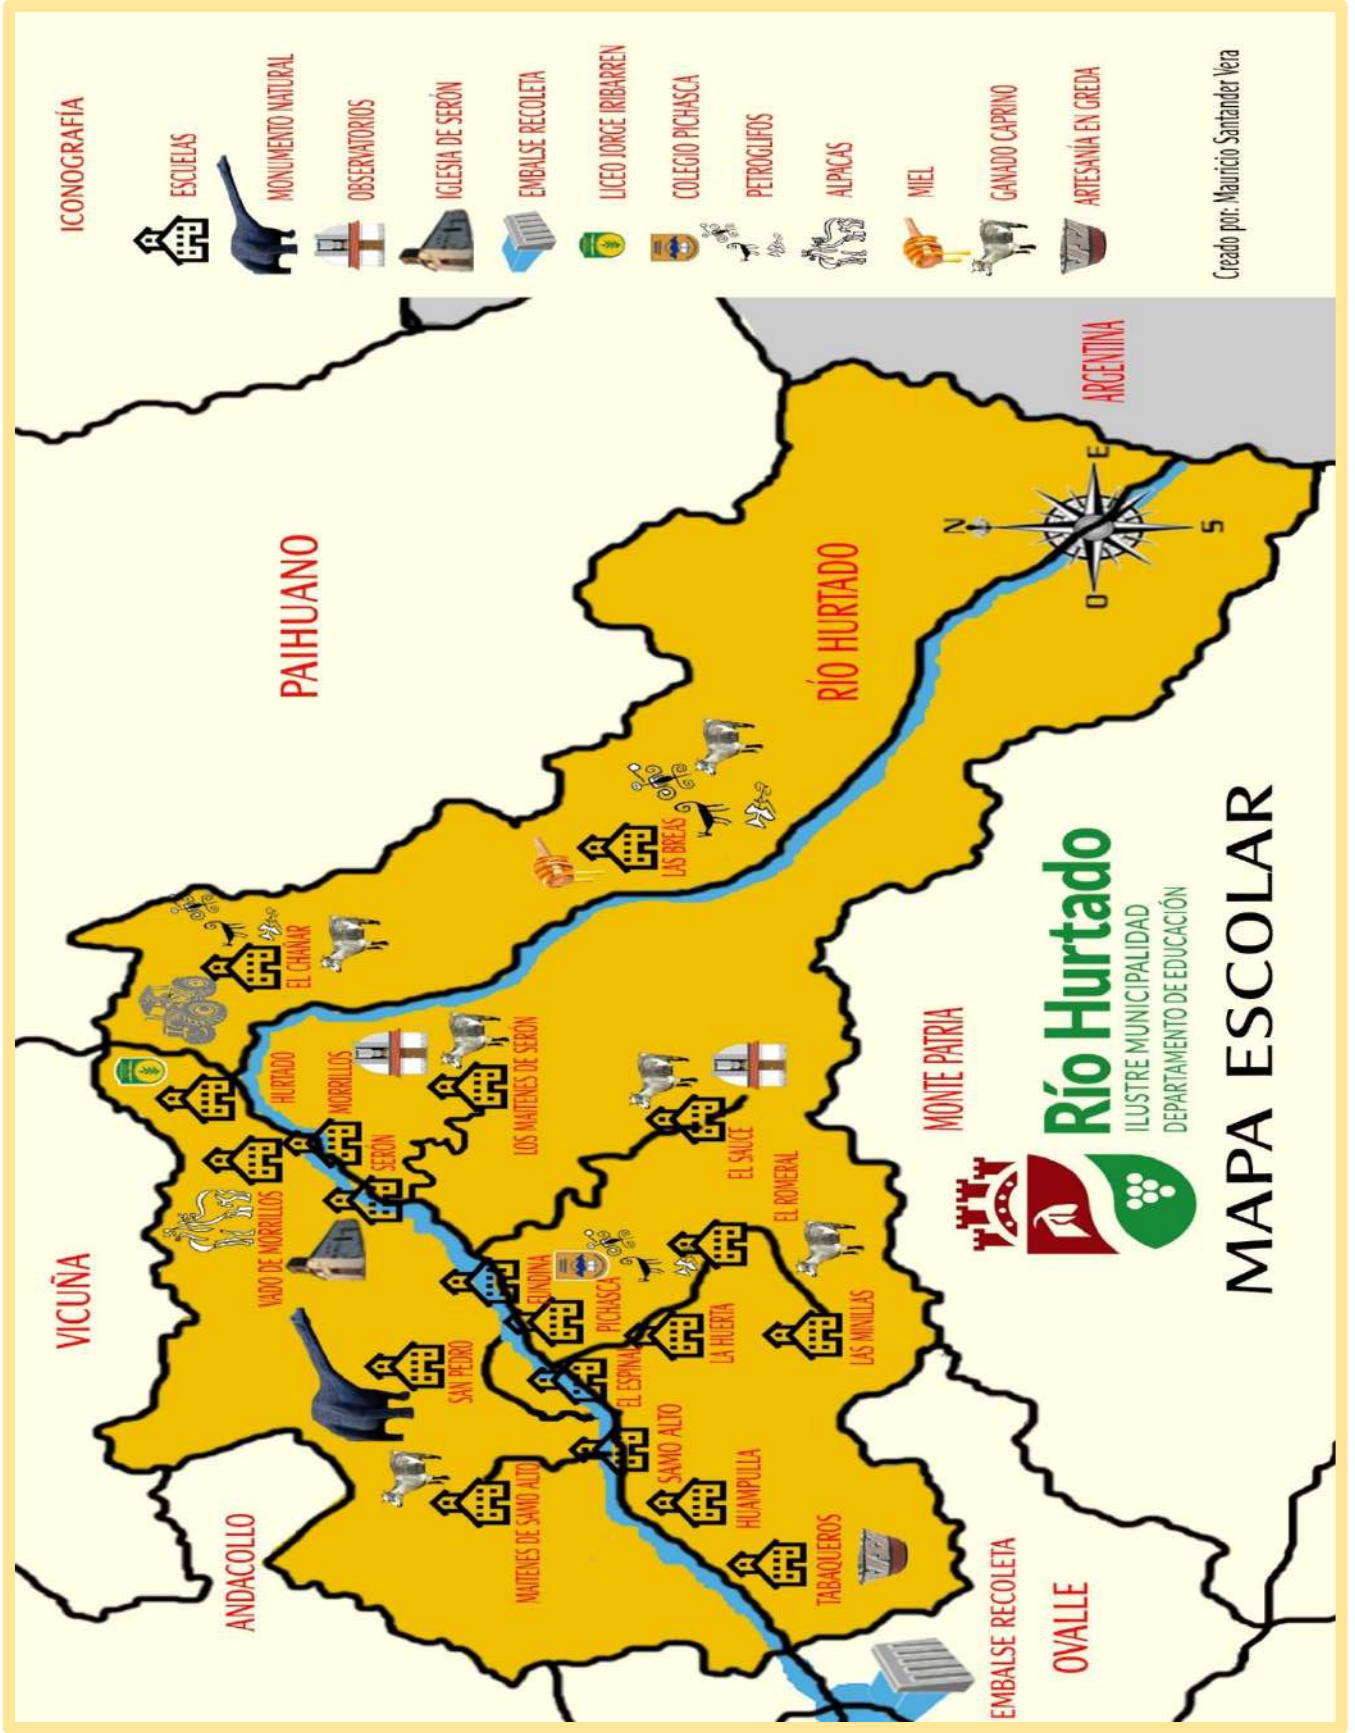 ICONOGRAFÍA
ESCUELAS
MONUMENTO NATURAL
OBSERVATORIOS
IGLESIA DE SERÓN
EMBALSE RECOLETA
LICEO JORGE IRIBARREN
COLEGIO PICHASCA
PETROGLIFOS
ALPACAS
MIEL
GANADO CAPRINO
ARTESANÍA EN GREDA
Creado por: Mauricio Santander Vera
VICUÑA
PAIHUANO
ANDACOLLO
ARGENTINA
RÍO HURTADO
N
E
S
O
EL CHAÑAR
LAS BREAS
HURTADO
MORRILLOS
VADO DE MORRILLOS
SERÓN
LOS MAITENES DE SERÓN
EL SAUCE
EL ROMERAL
FUNDINA
PICHASCA
LA HUERTA
LAS MINILLAS
SAN PEDRO
EL ESPINAL
SAMO ALTO
MAITENES DE SAMO ALTO
HUAMPULLA
TABAQUEROS
EMBALSE RECOLETA
OVALLE
MONTE PATRIA
Río Hurtado
ILUSTRE MUNICIPALIDAD
DEPARTAMENTO DE EDUCACIÓN
MAPA ESCOLAR